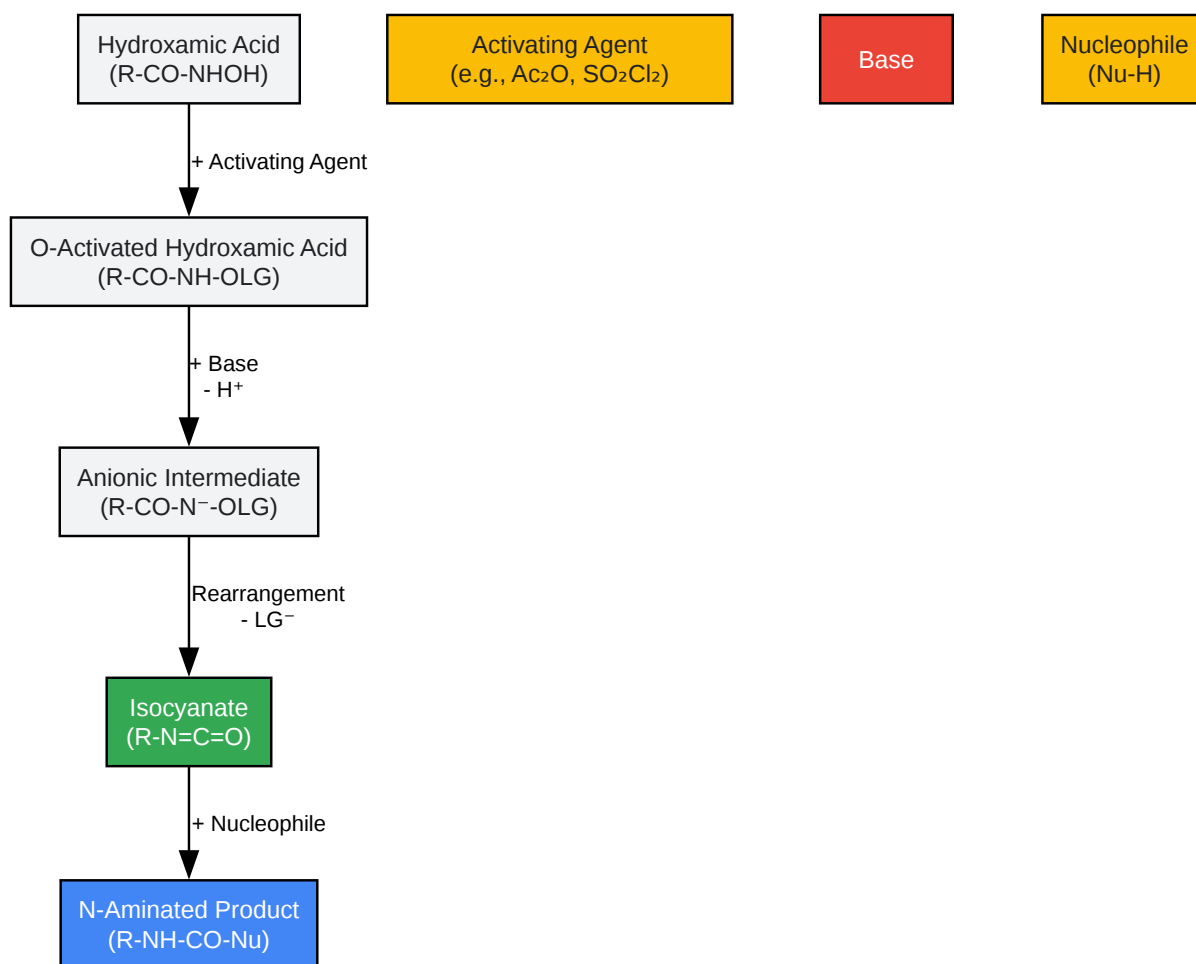 Hydroxamic Acid
(R-CO-NHOH)
Activating Agent
(e.g., Ac₂O, SO₂Cl₂)
Base
Nucleophile
(Nu-H)
+ Activating Agent
O-Activated Hydroxamic Acid
(R-CO-NH-OLG)
+ Base
- H⁺
Anionic Intermediate
(R-CO-N⁻-OLG)
Rearrangement
- LG⁻
Isocyanate
(R-N=C=O)
+ Nucleophile
N-Aminated Product
(R-NH-CO-Nu)